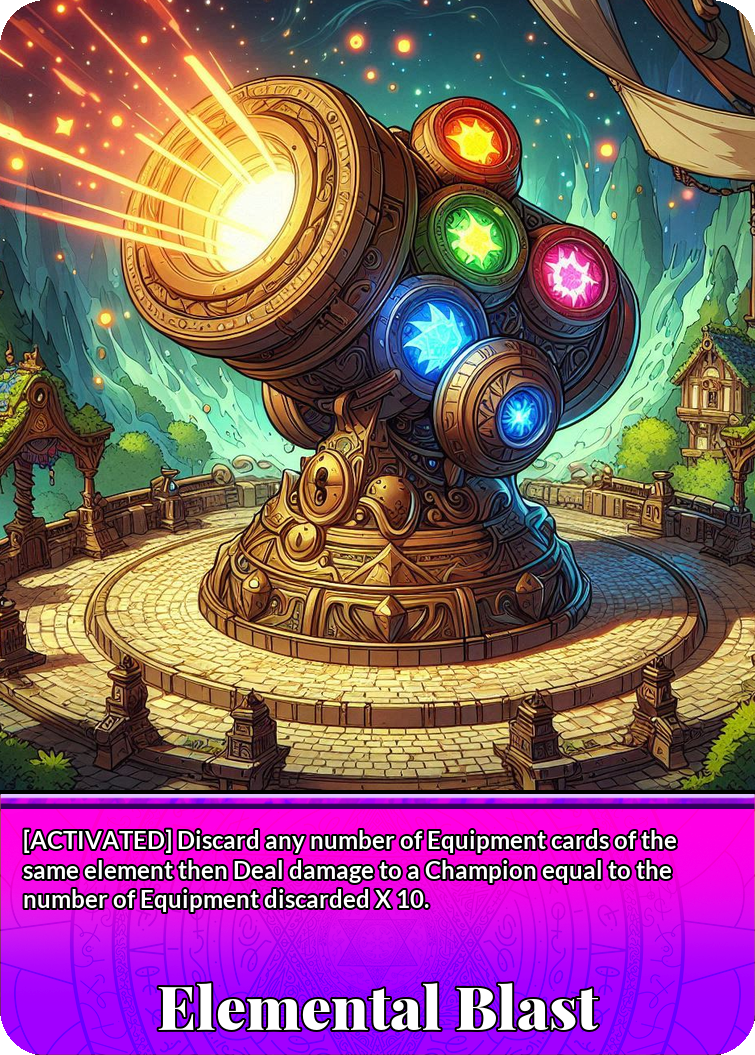 [ACTIVATED] Discard any number of Equipment cards of the
same element then Deal damage to a Champion equal to the
number of Equipment discarded X 10.
Elemental Blast